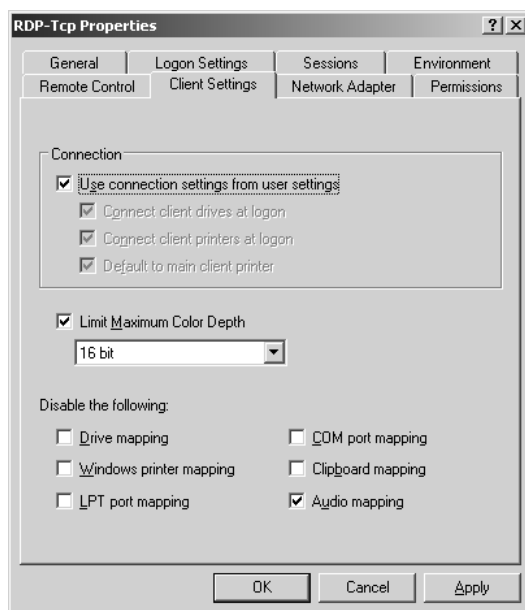 RDP-Tcp Properties
General Logon Settings Sessions Environment
Remote Control Client Settings Network Adapter Permissions
Connection
Use connection settings from user settings
Connect client drives at logon
Connect client printers at logon
Default to main client printer
Limit Maximum Color Depth
16 bit
Disable the following:
Drive mapping COM port mapping
Windows printer mapping Clipboard mapping
LPT port mapping Audio mapping
OK Cancel Apply